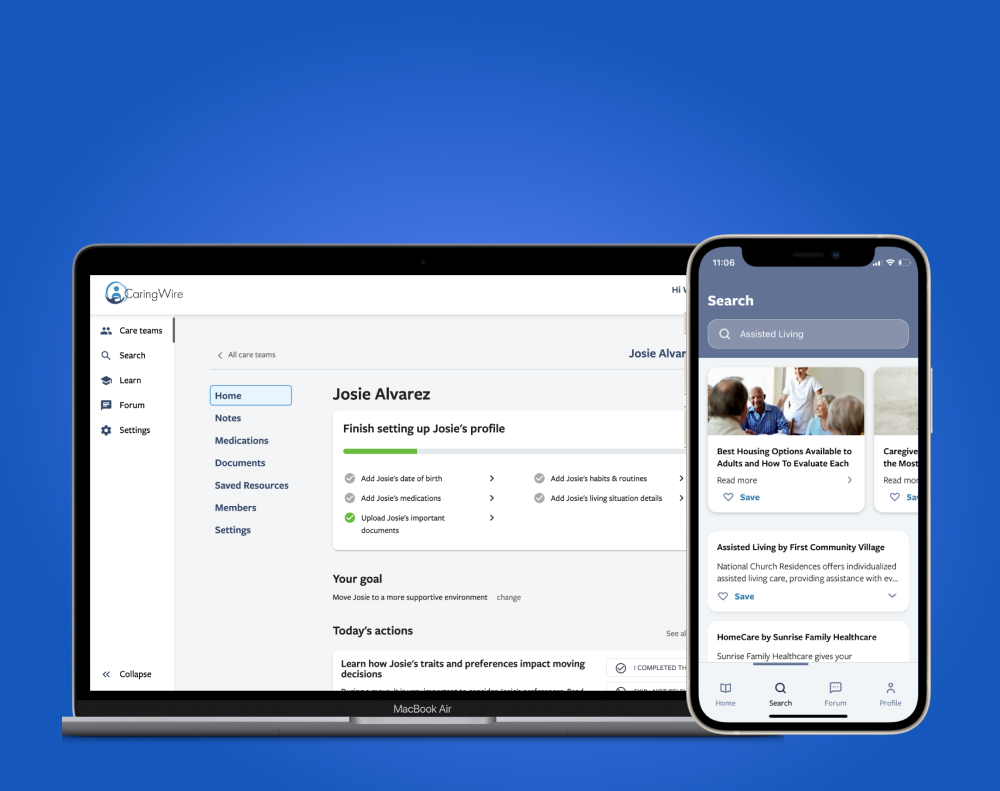 CaringWire
Hi
Care teams
Search
Learn
Forum
Settings
Collapse
All care teams
Josie Alvar
Home
Notes
Medications
Documents
Saved Resources
Members
Settings
Josie Alvarez
Finish setting up Josie's profile
Add Josie's date of birth
Add Josie's habits & routines
Add Josie's medications
Add Josie's living situation details
Upload Josie's important
documents
Your goal
Move Josie to a more supportive environment change
Today's actions
See al
Learn how Josie's traits and preferences impact moving
decisions
I COMPLETED TH
MacBook Air
11:06
Search
Assisted Living
Best Housing Options Available to
Adults and How To Evaluate Each
Read more
Save
Caregive
the Most
Read mor
Sa
Assisted Living by First Community Village
National Church Residences offers individualized
assisted living care, providing assistance with ev...
Save
HomeCare by Sunrise Family Healthcare
Sunrise Family Healthcare gives your
Home
Search
Forum
Profile